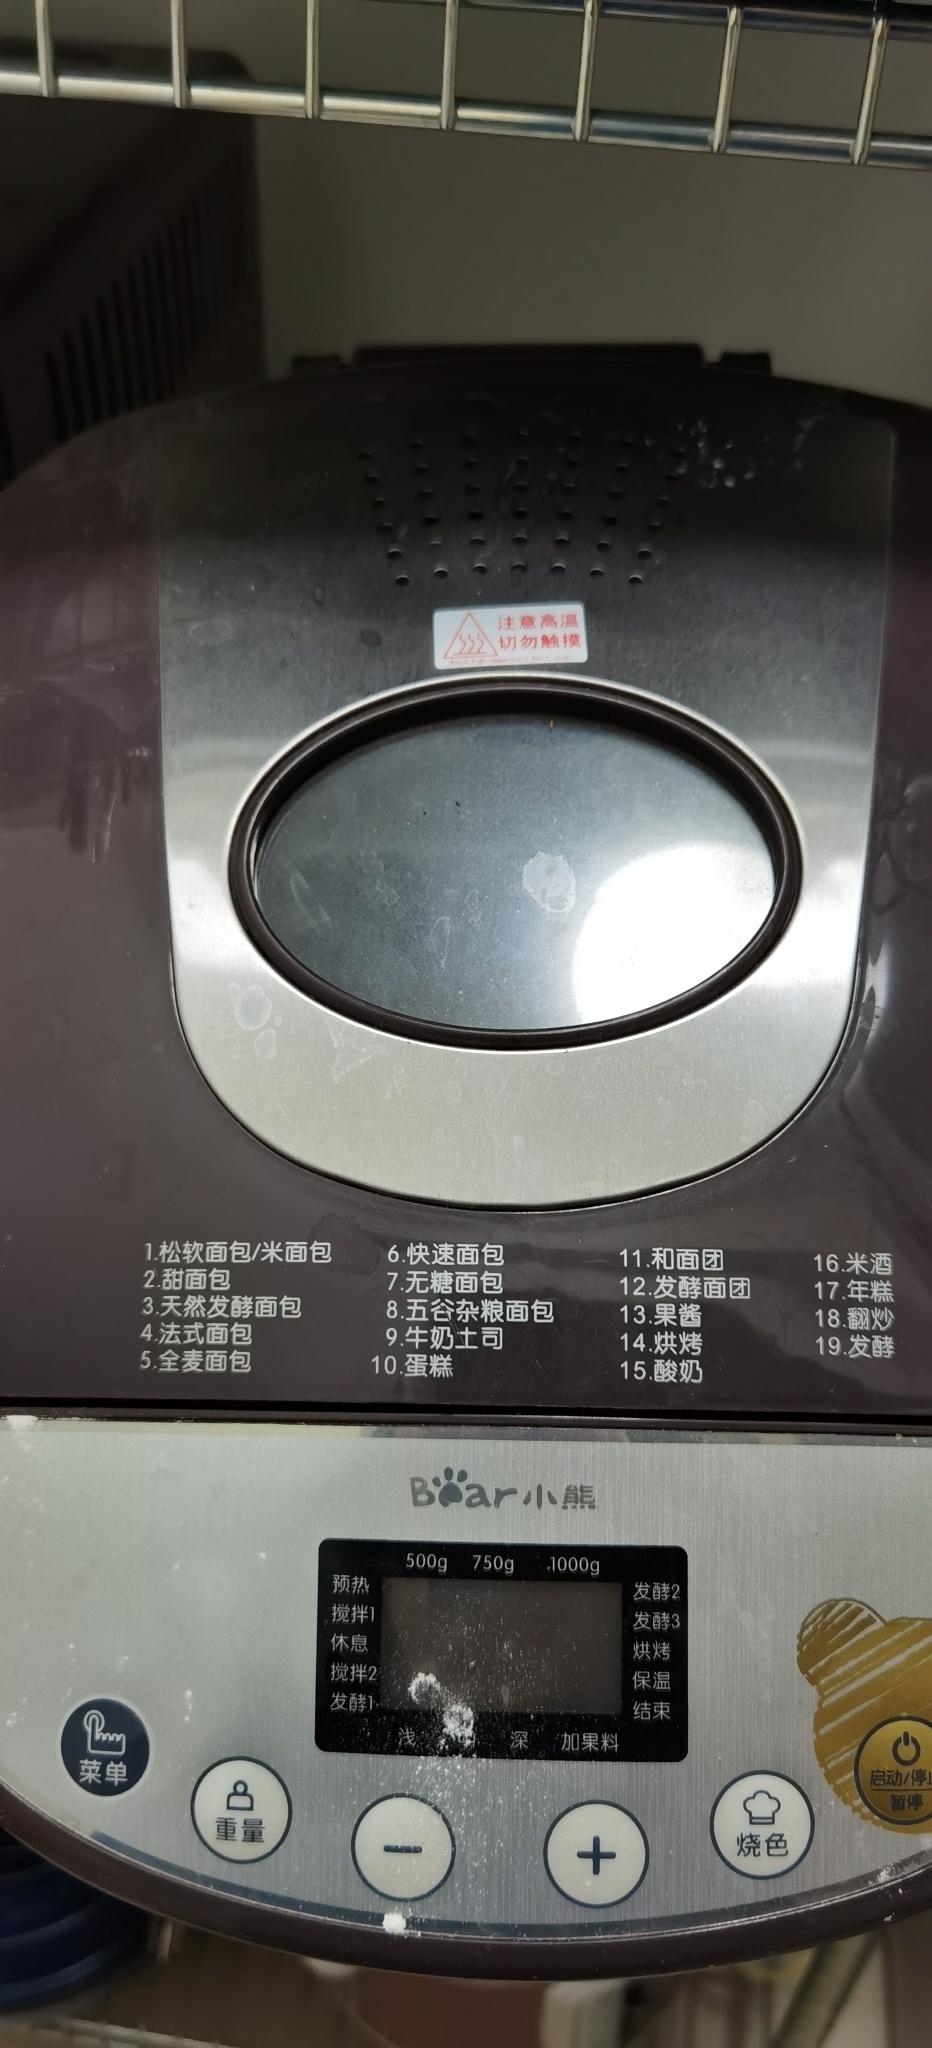 注意高温
切勿触摸
1.松软面包/米面包
2.甜面包
3.天然发酵面包
4.法式面包
5.全麦面包
6.快速面包
7.无糖面包
8.五谷杂粮面包
9.牛奶土司
10.蛋糕
11.和面团
12.发酵面团
13.果酱
14.烘烤
15.酸奶
16.米酒
17.年糕
18.翻炒
19.发酵
Bear小熊
500g 750g 1000g
预热
搅拌1
休息
搅拌2
发酵1
发酵2
发酵3
烘烤
保温
结束
浅 深 加果料
菜单
重量
−
+
烧色
启动/停止
暂停